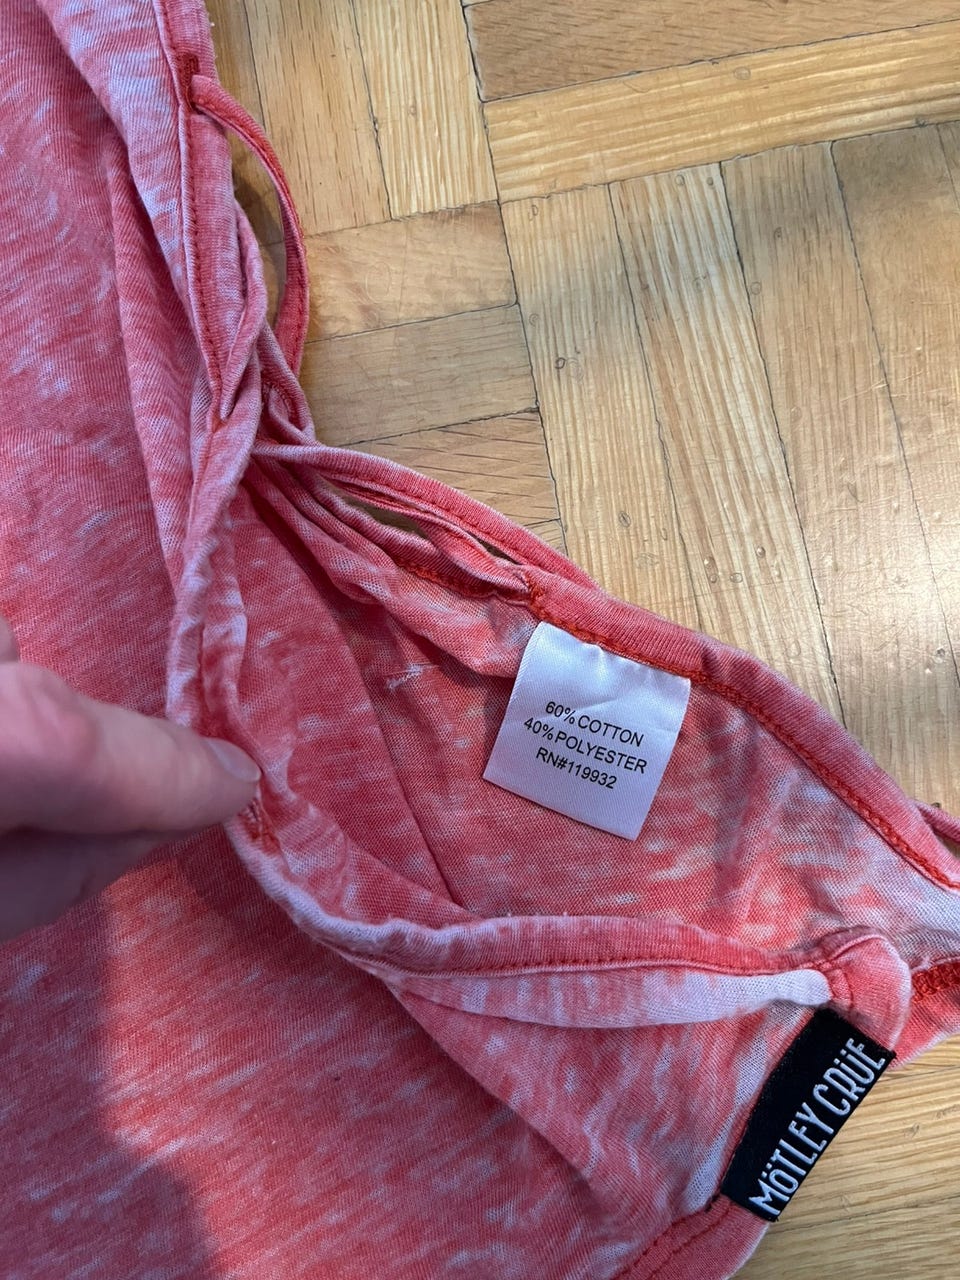 60% COTTON
40% POLYESTER
RN#119932
MöTLEY CRüE